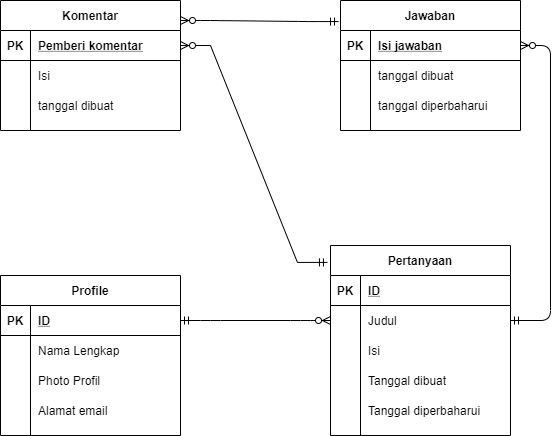 Komentar
PK Pemberi komentar
Isi
tanggal dibuat
Jawaban
PK Isi jawaban
tanggal dibuat
tanggal diperbaharui
Profile
PK ID
Nama Lengkap
Photo Profil
Alamat email
Pertanyaan
PK ID
Judul
Isi
Tanggal dibuat
Tanggal diperbaharui